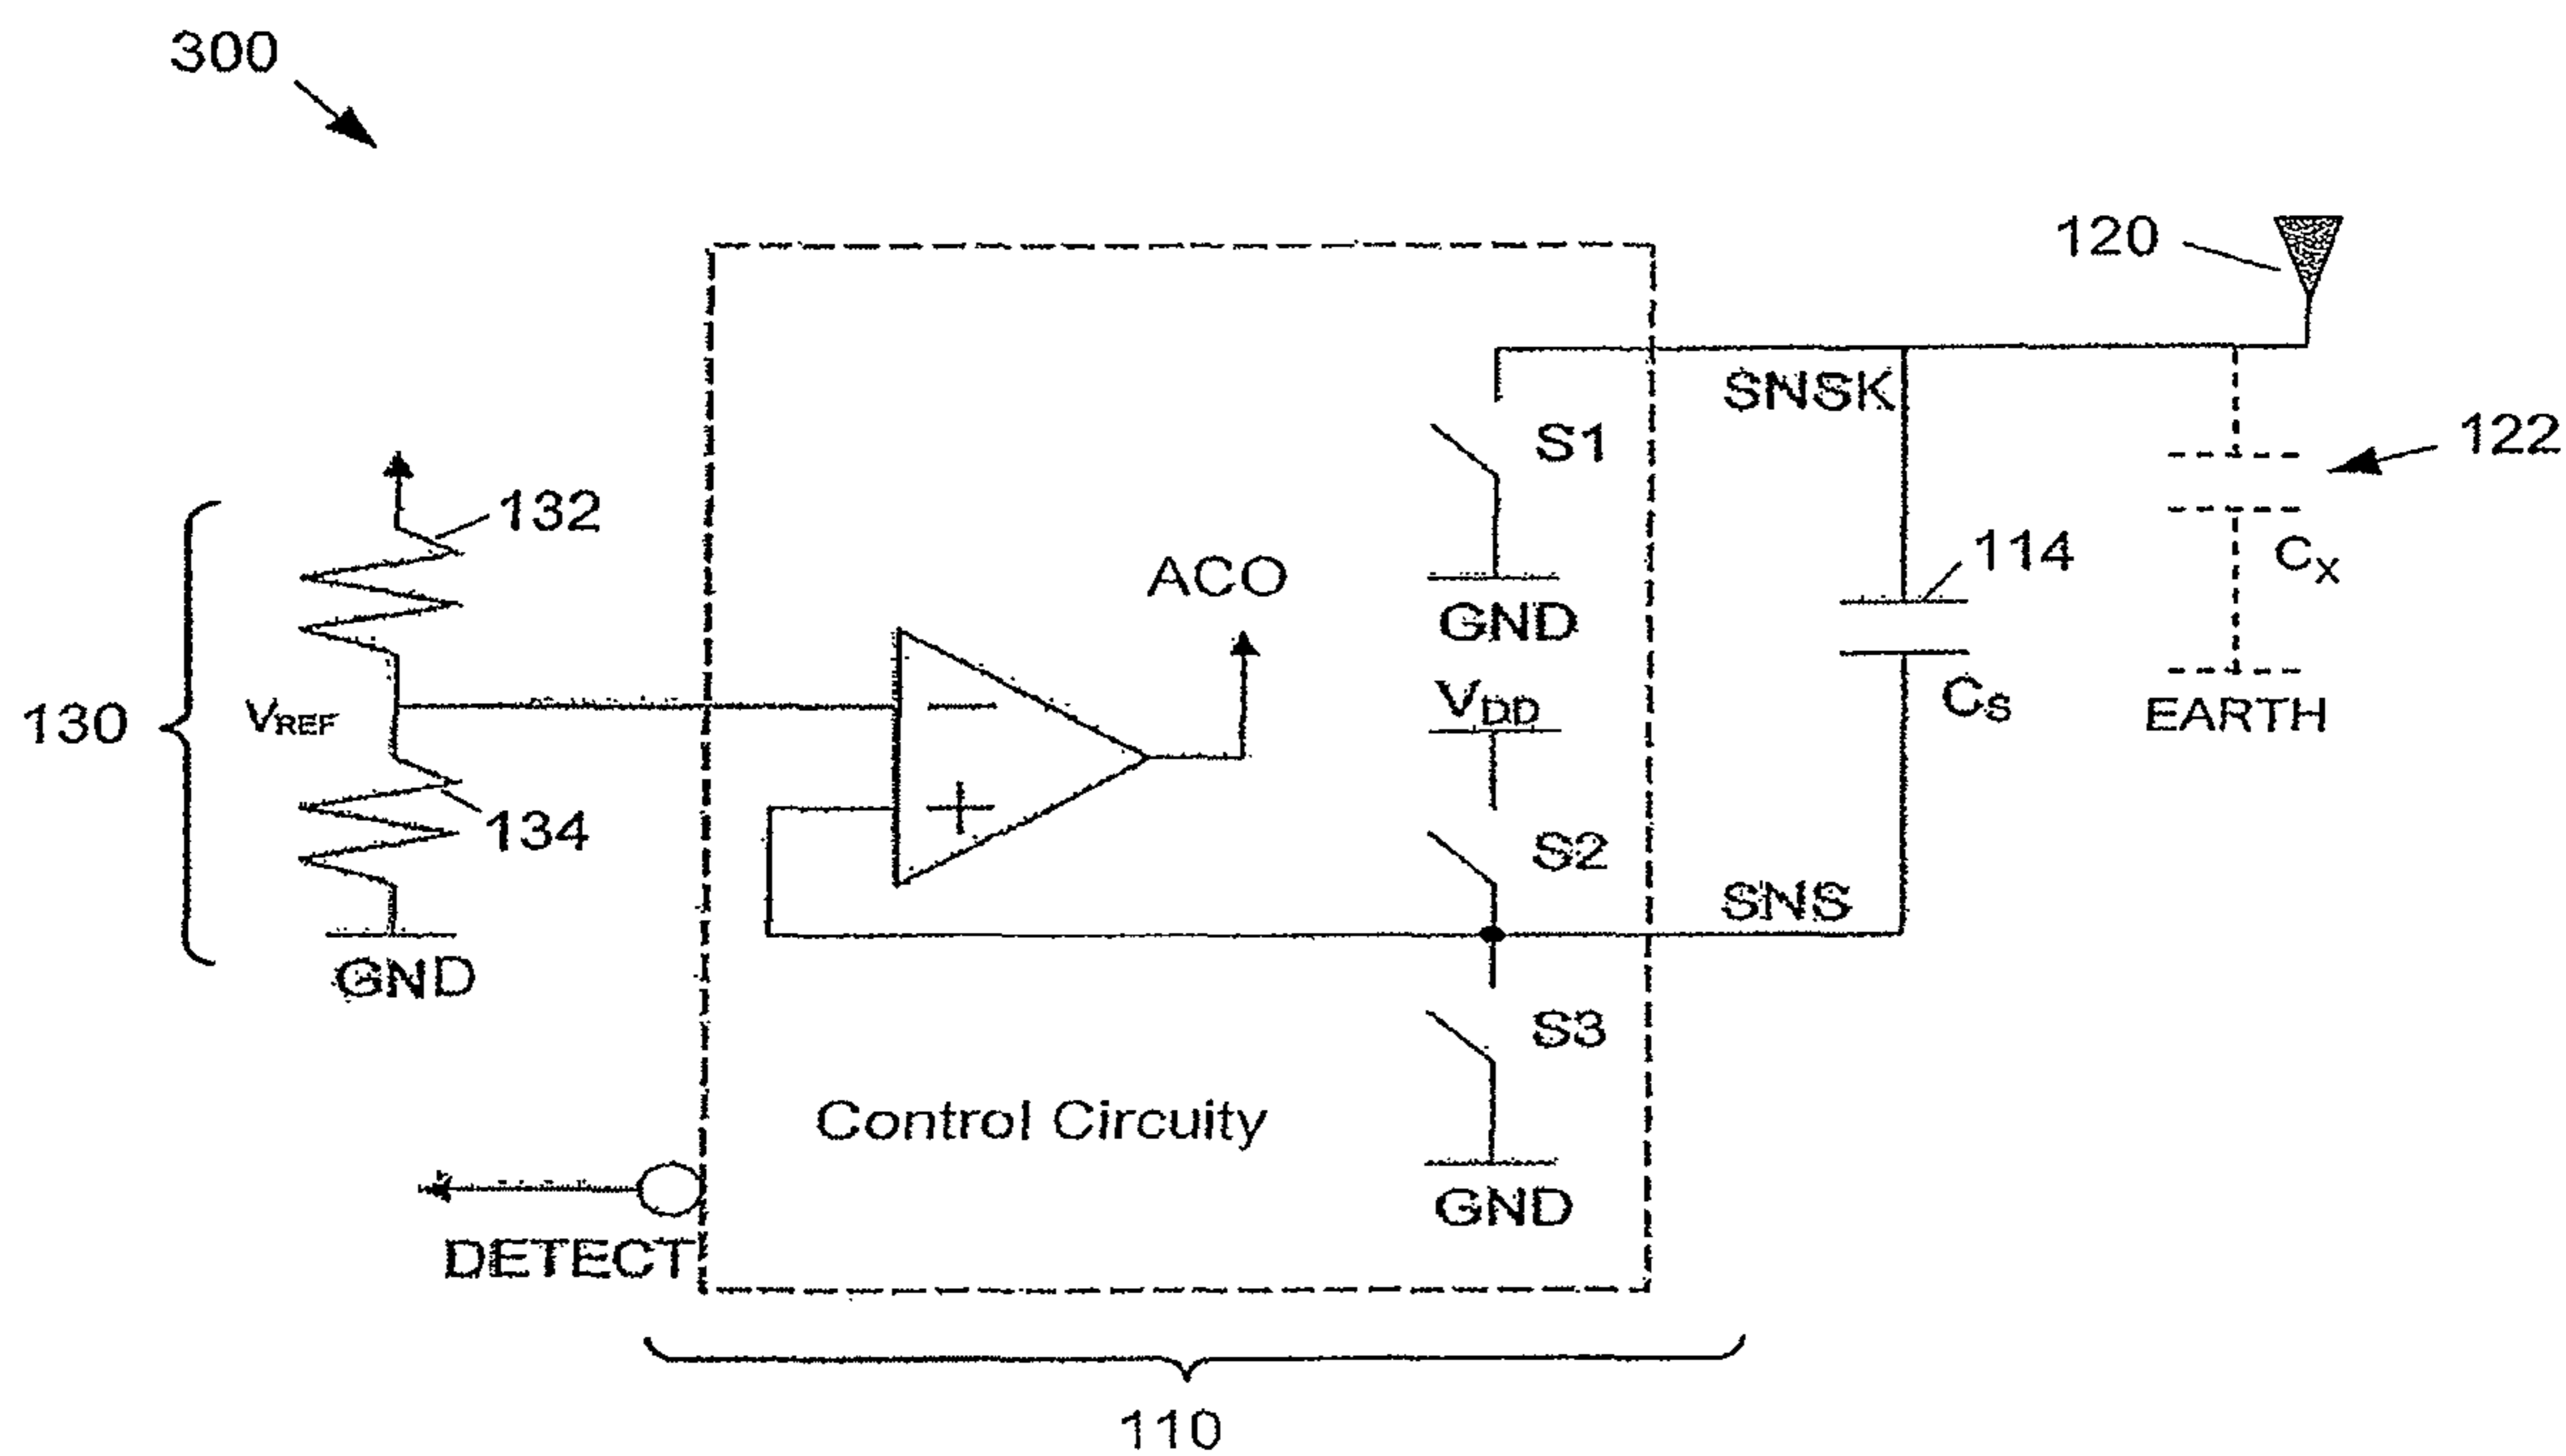 300
120
SNSK
S1
122
132
114
Cx
ACO
GND
130
VREF
VDD
Cs
EARTH
134
S2
SNS
GND
S3
Control Circuity
GND
DETECT
110